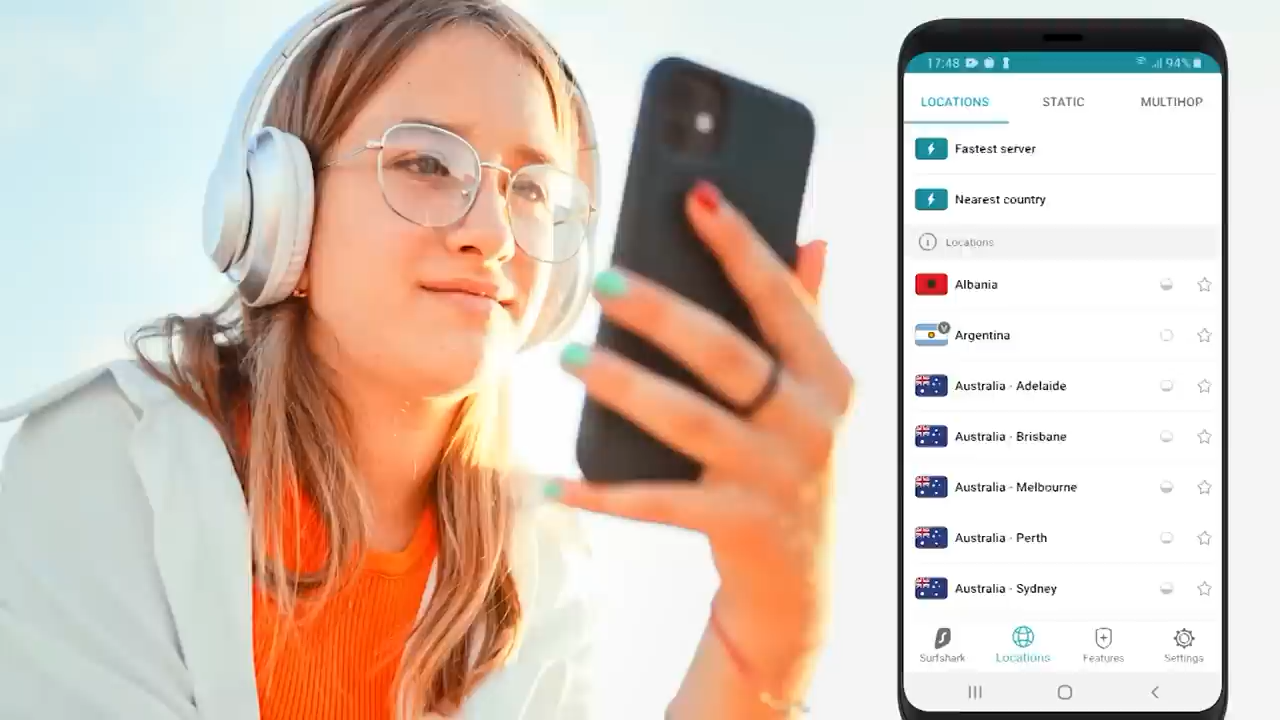 17:48 94%
LOCATIONS STATIC MULTIHOP
Fastest server
Nearest country
Locations
Albania
Argentina
Australia - Adelaide
Australia - Brisbane
Australia - Melbourne
Australia - Perth
Australia - Sydney
Surfshark Locations Features Settings